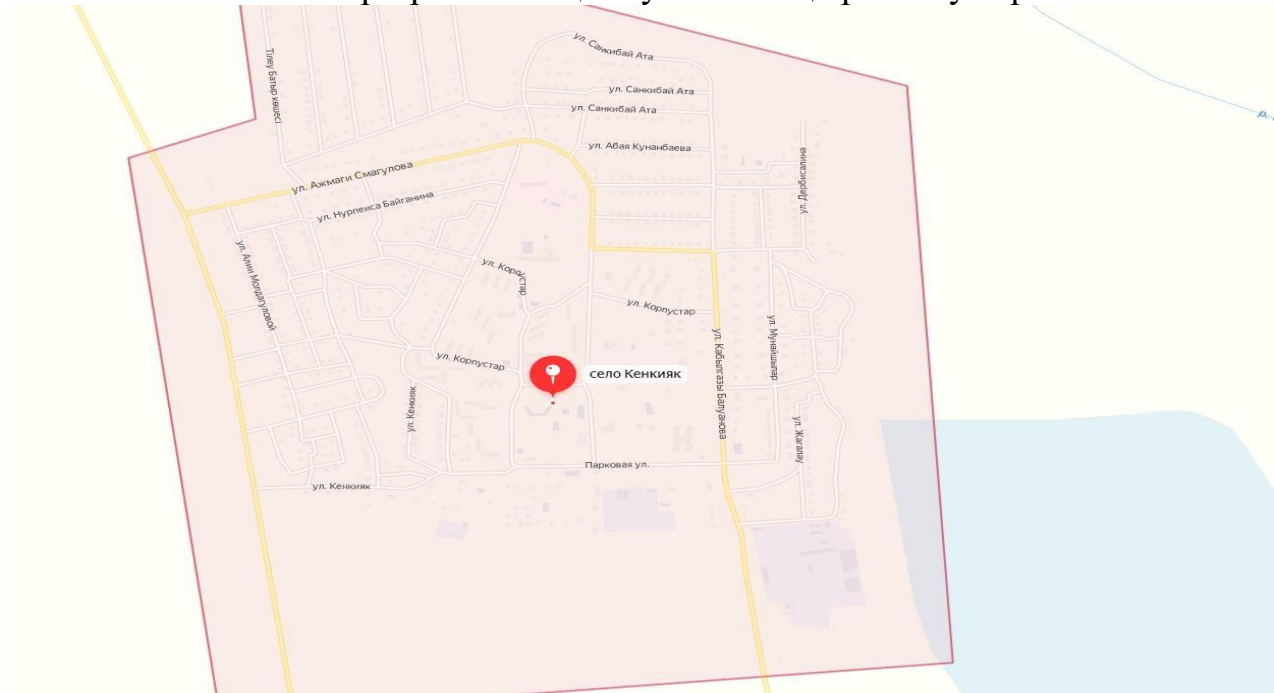 ул. Санкибай Ата
Тілеу Батыр көшесі
ул. Санкибай Ата
ул. Санкибай Ата
р.
ул. Абая Кунанбаева
ул. Ажмаги Смагулова
ул. Дербисалина
ул. Нурпеиса Байганина
ул. Алии Молдагуловой
ул. Корпустар
ул. Корпустар
ул. Мунайшылар
ул. Кабылгазы Балуанова
ул. Корпустар
село Кенкияк
ул. Кенкияк
ул. Жагалау
Парковая ул.
ул. Кенкияк